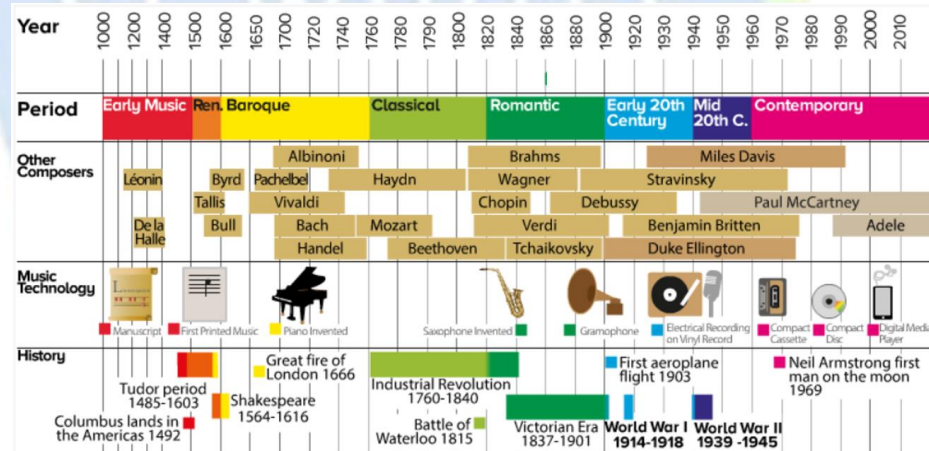 Year
1000
1200
1400
1500
1600
1650
1700
1720
1740
1760
1780
1790
1800
1820
1840
1860
1880
1900
1920
1930
1940
1960
1970
1980
1990
2000
2010
Period
Early Music
Ren.
Baroque
Classical
Romantic
Early 20th
Century
Mid
20th C.
Contemporary
Other
Composers
Albinoni
Brahms
Miles Davis
Léonin
Byrd
Pachelbel
Haydn
Wagner
Stravinsky
Tallis
Vivaldi
Chopin
Debussy
Paul McCartney
De la
Halle
Bull
Bach
Mozart
Verdi
Benjamin Britten
Adele
Handel
Beethoven
Tchaikovsky
Duke Ellington
Music
Technology
Manuscript
First Printed Music
Piano Invented
Saxophone Invented
Gramophone
Electrical Recording
on Vinyl Record
Compact
Cassette
Compact
Disc
Digital Media
Player
History
Tudor period
1485-1603
Columbus lands in
the Americas 1492
Great fire of
London 1666
Shakespeare
1564-1616
Industrial Revolution
1760-1840
Battle of
Waterloo 1815
Victorian Era
1837-1901
First aeroplane
flight 1903
World War I
1914-1918
World War II
1939 -1945
Neil Armstrong first
man on the moon
1969